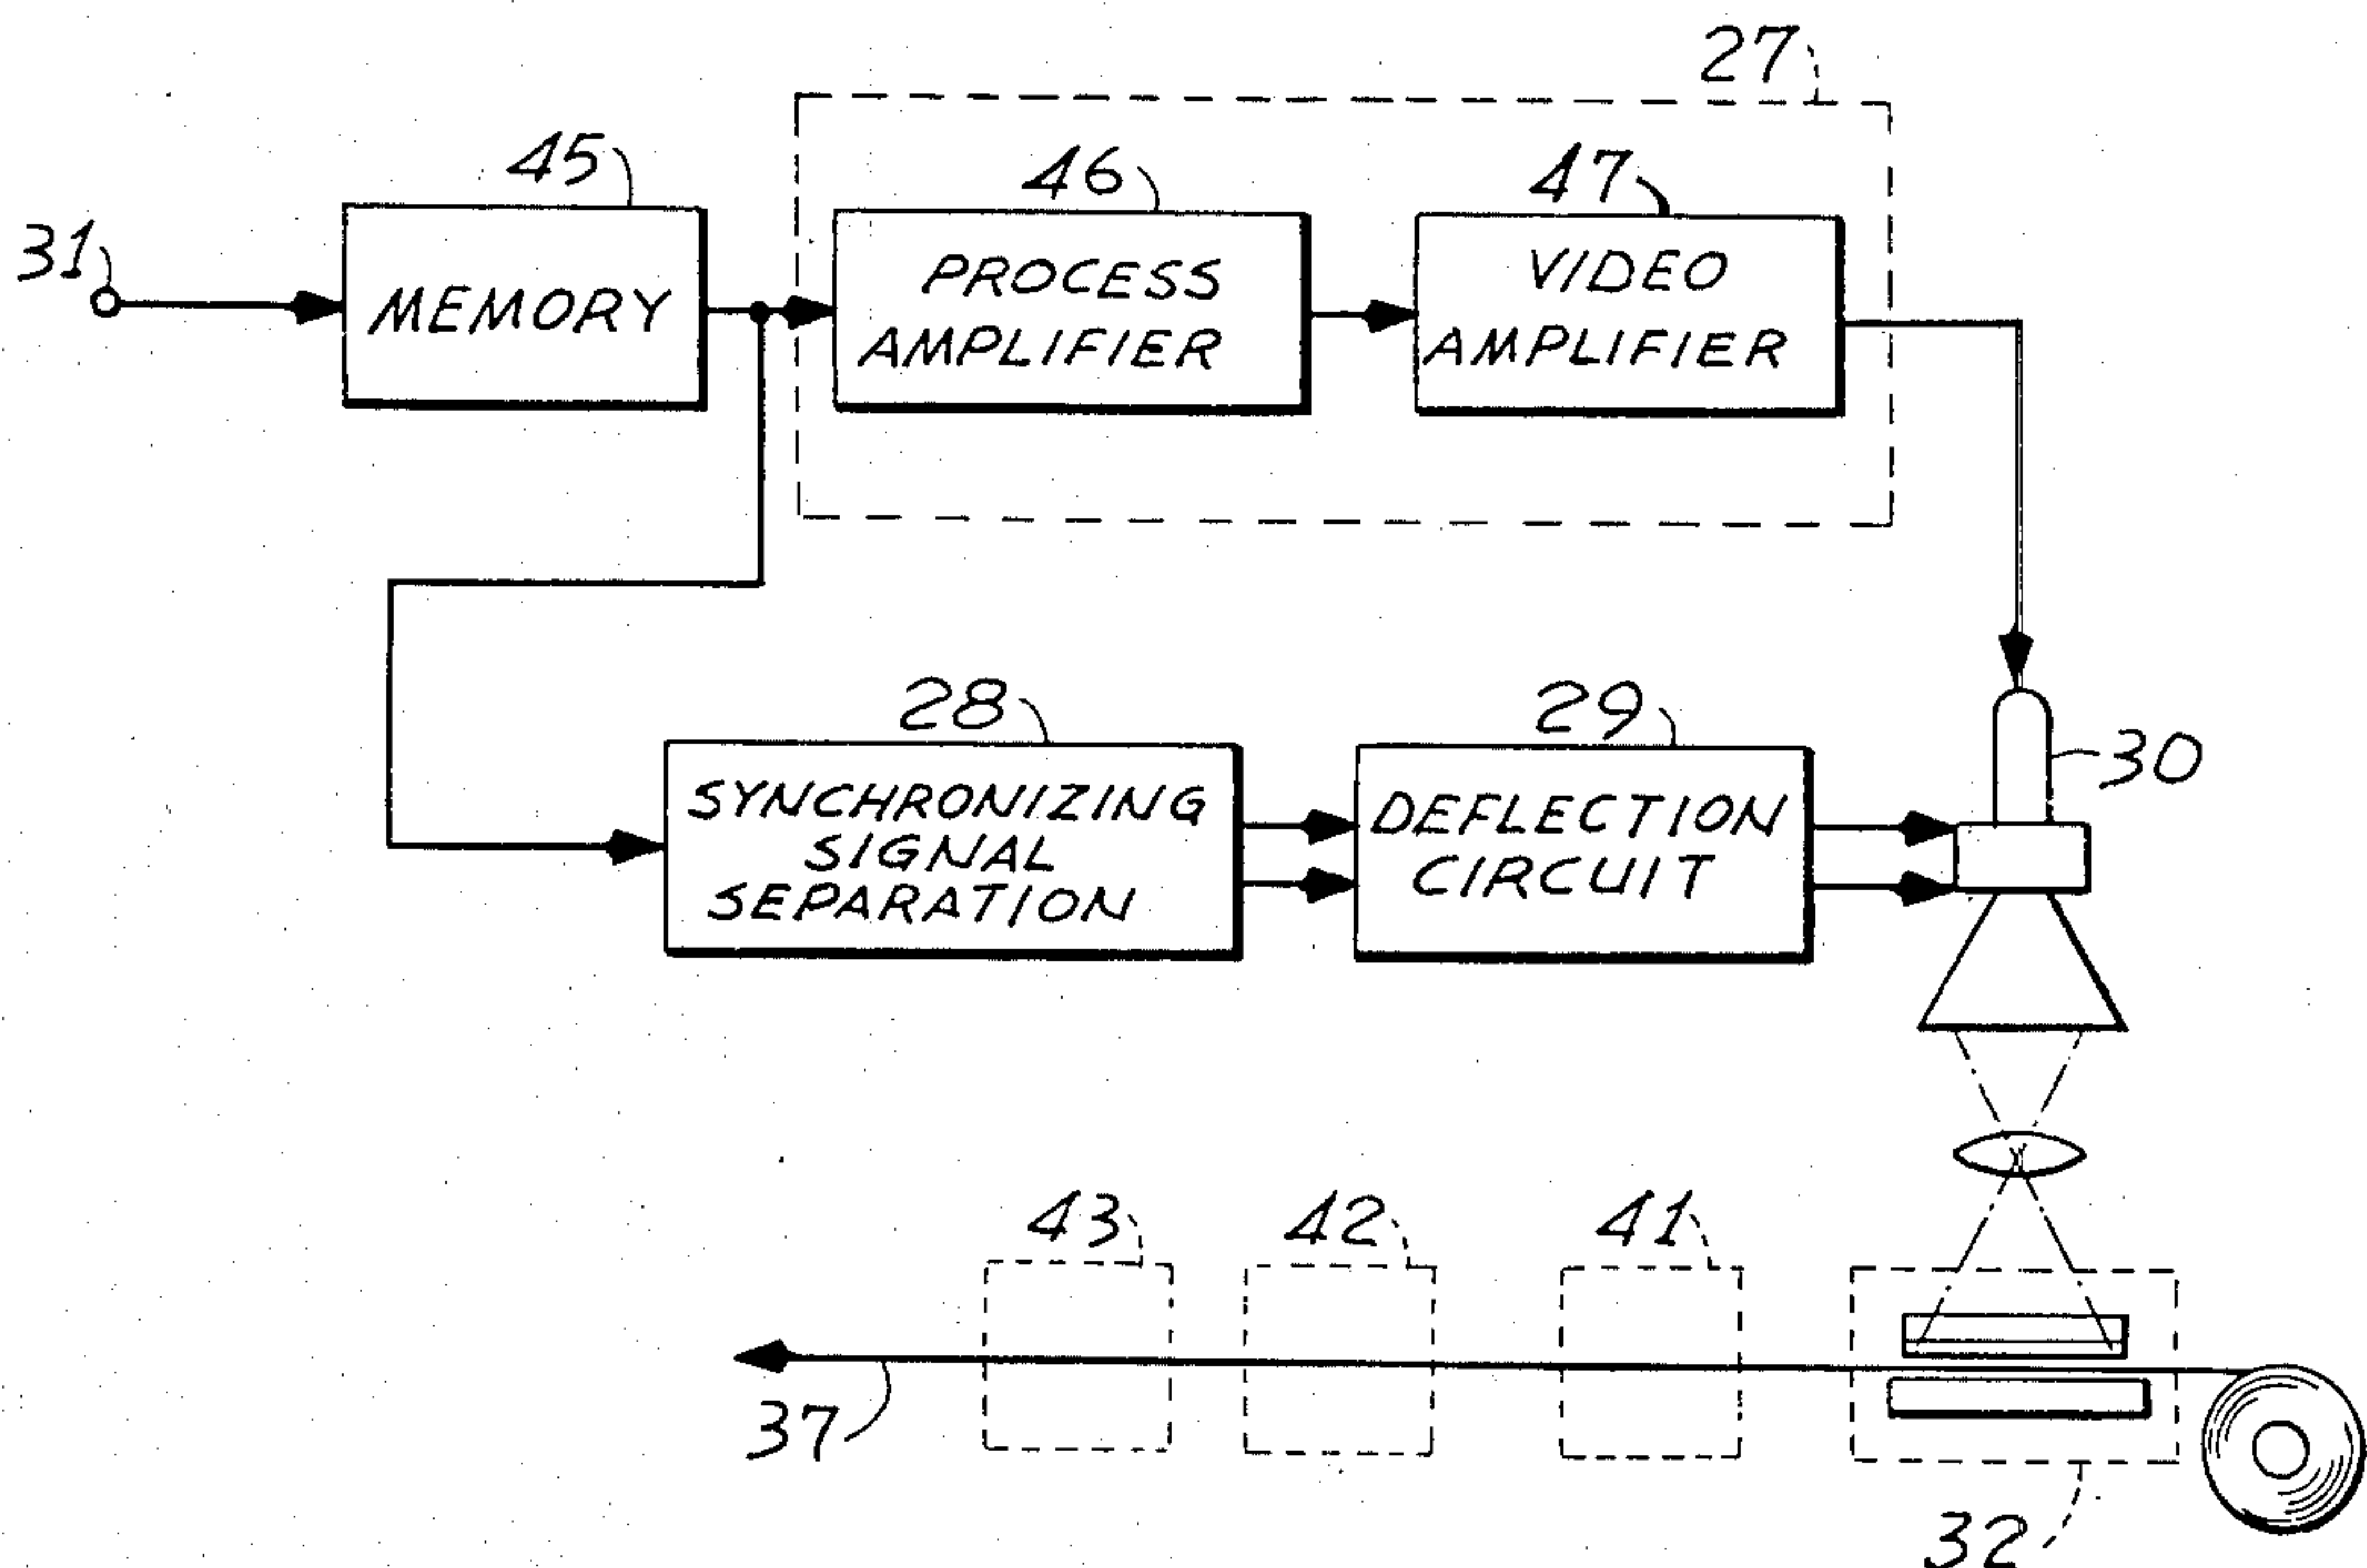 27
45
46
47
31
MEMORY
PROCESS
AMPLIFIER
VIDEO
AMPLIFIER
28
29
30
SYNCHRONIZING
SIGNAL
SEPARATION
DEFLECTION
CIRCUIT
43
42
41
37
32